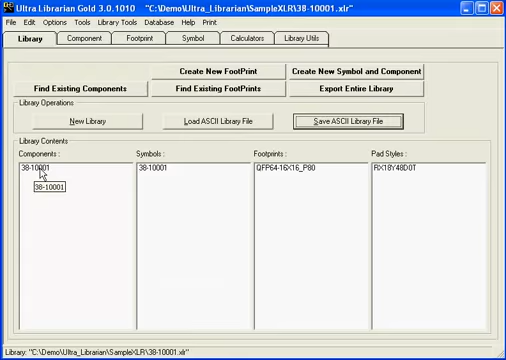 Ultra Librarian Gold 3.0.1010 "C:\Demo\Ultra_Librarian\SampleXLR\38-10001.xlr"
File Edit Options Tools Library Tools Database Help Print
Library Component Footprint Symbol Calculators Library Utils
Create New FootPrint Create New Symbol and Component
Find Existing Components Find Existing FootPrints Export Entire Library
Library Operations
New Library Load ASCII Library File Save ASCII Library File
Library Contents
Components : Symbols : Footprints : Pad Styles :
38-10001 38-10001 QFP64-16X16_P80 RX18Y48D0T
38-10001
Library: "C:\Demo\Ultra_Librarian\SampleXLR\38-10001.xlr"